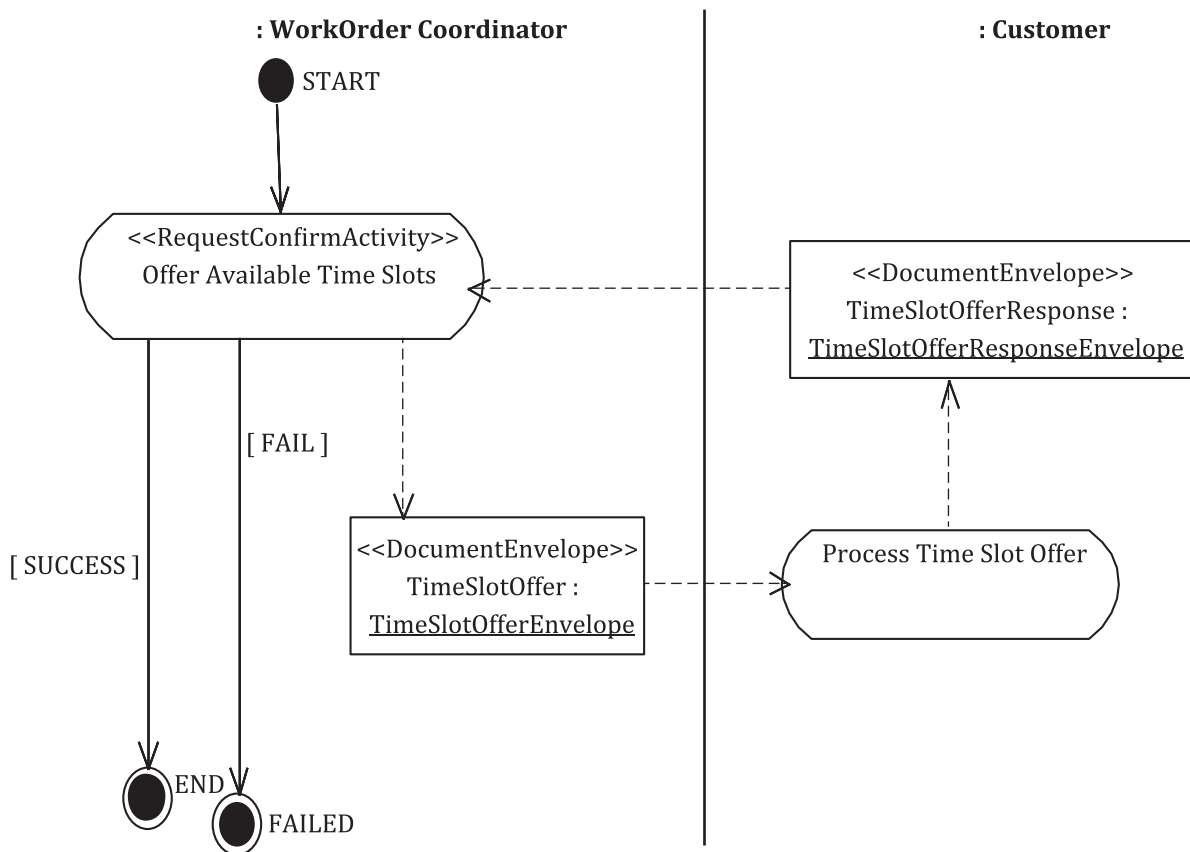 : WorkOrder Coordinator
: Customer
START
<<RequestConfirmActivity>>
Offer Available Time Slots
<<DocumentEnvelope>>
TimeSlotOfferResponse :
TimeSlotOfferResponseEnvelope
[ FAIL ]
[ SUCCESS ]
<<DocumentEnvelope>>
TimeSlotOffer :
TimeSlotOfferEnvelope
Process Time Slot Offer
END
FAILED